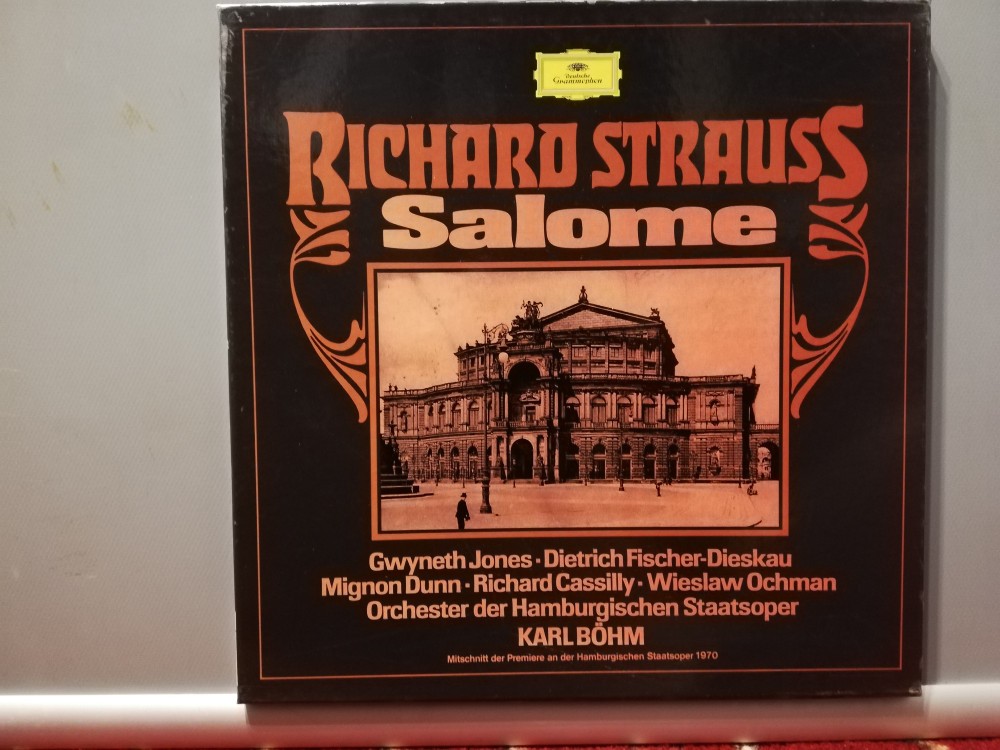 Deutsche
Grammophon
RICHARD STRAUSS
Salome
Gwyneth Jones · Dietrich Fischer-Dieskau
Mignon Dunn · Richard Cassilly · Wieslaw Ochman
Orchester der Hamburgischen Staatsoper
KARL BÖHM
Mitschnitt der Premiere an der Hamburgischen Staatsoper 1970